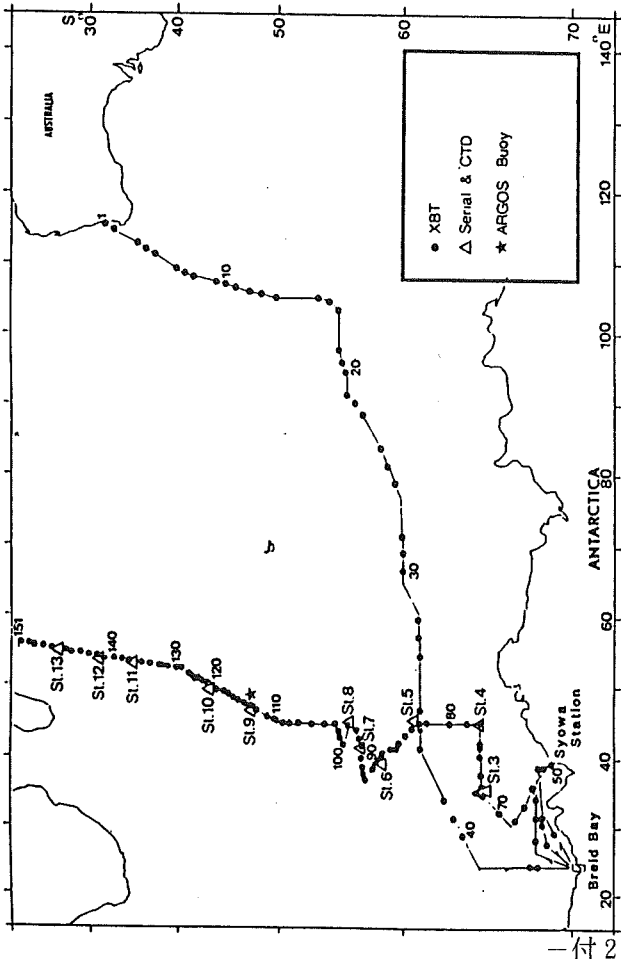 S°
30
40
50
60
70
140°E
120
100
80
60
40
20
AUSTRALIA
ANTARCTICA
Syowa Station
Breid Bay
● XBT
△ Serial & CTD
★ ARGOS Buoy
1
10
20
30
40
50
70
80
90
100
110
120
130
140
151
St.3
St.4
St.5
St.6
St.7
St.8
St.9
St.10
St.11
St.12
St.13
—付2